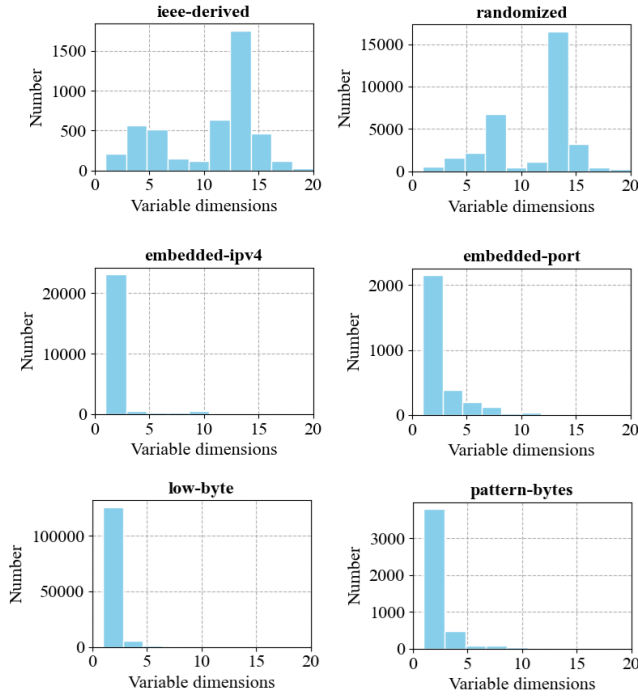 ieee-derived
Number
1500
1000
500
0
0 5 10 15 20
Variable dimensions
randomized
Number
15000
10000
5000
0
0 5 10 15 20
Variable dimensions
embedded-ipv4
Number
20000
10000
0
0 5 10 15 20
Variable dimensions
embedded-port
Number
2000
1000
0
0 5 10 15 20
Variable dimensions
low-byte
Number
100000
50000
0
0 5 10 15 20
Variable dimensions
pattern-bytes
Number
3000
2000
1000
0
0 5 10 15 20
Variable dimensions